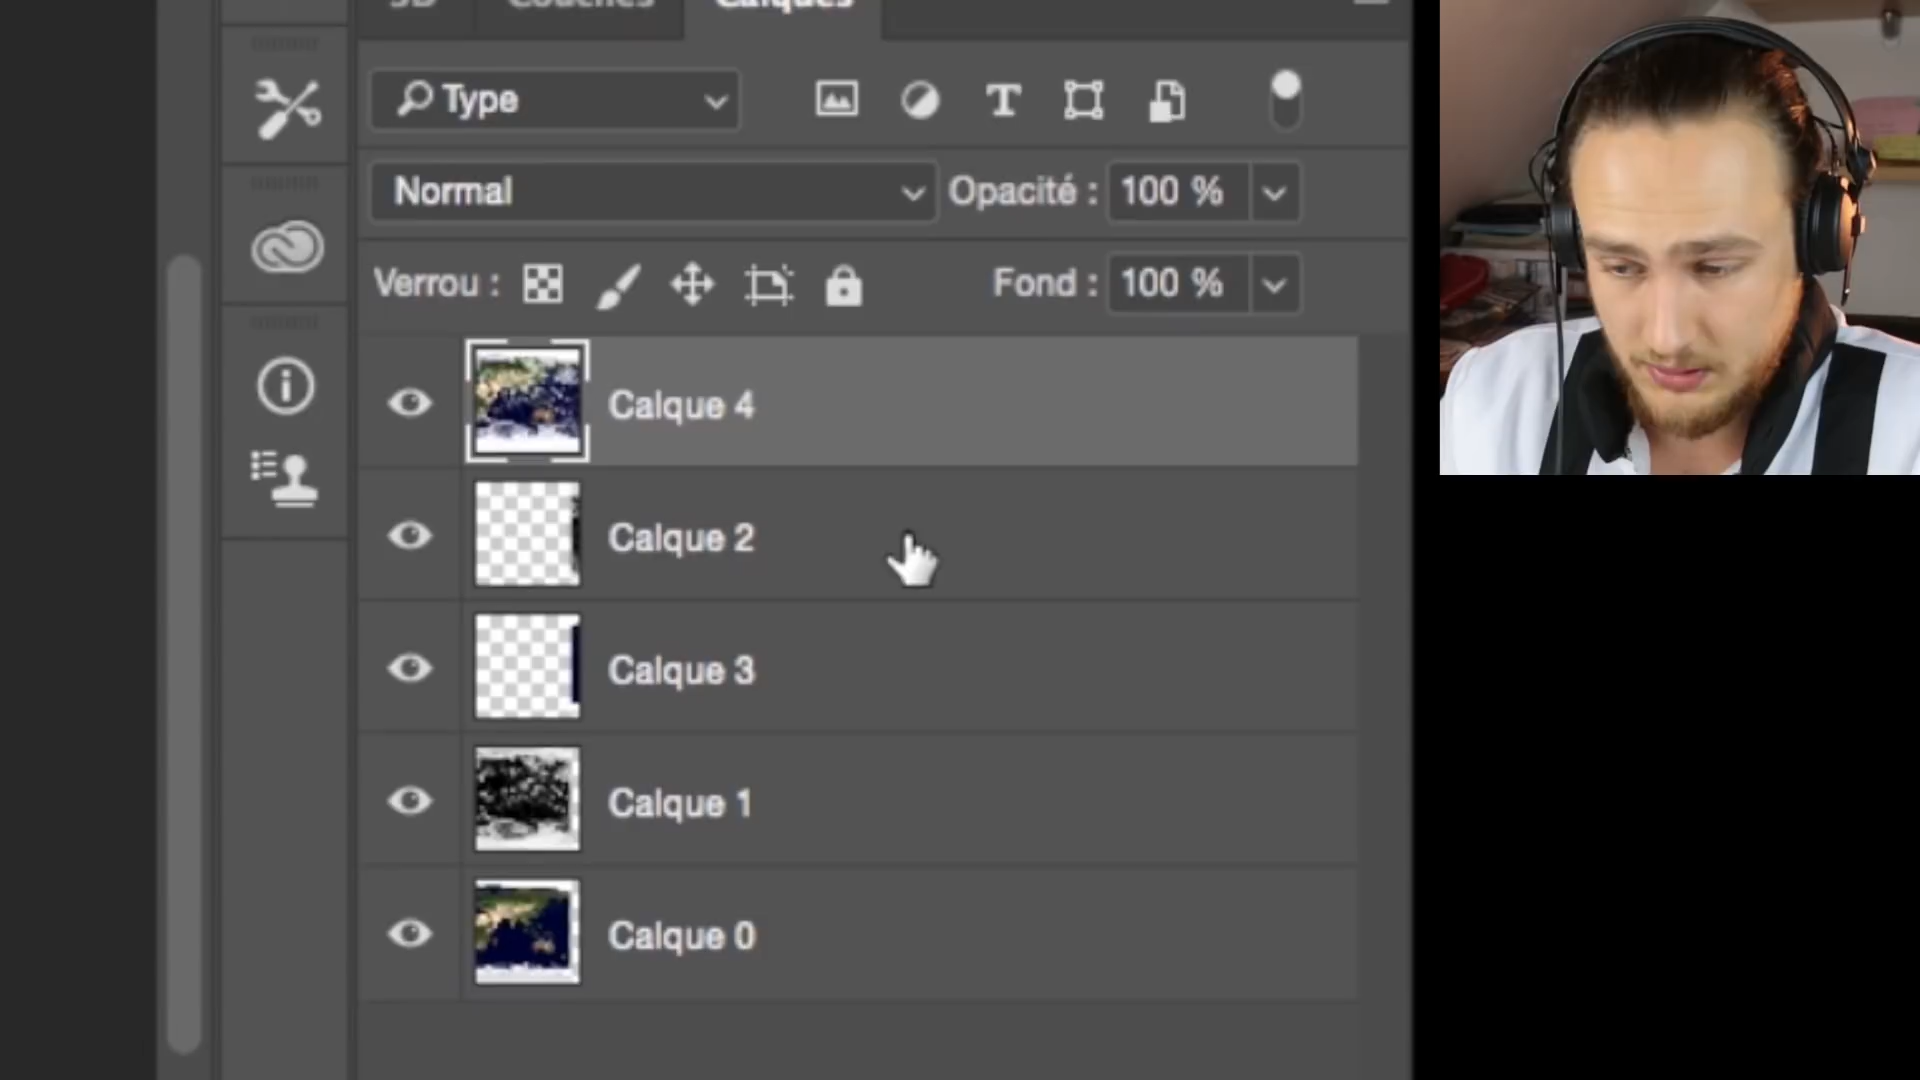 3D Couches Calques
Type
Normal Opacité : 100 %
Verrou : Fond : 100 %
Calque 4
Calque 2
Calque 3
Calque 1
Calque 0